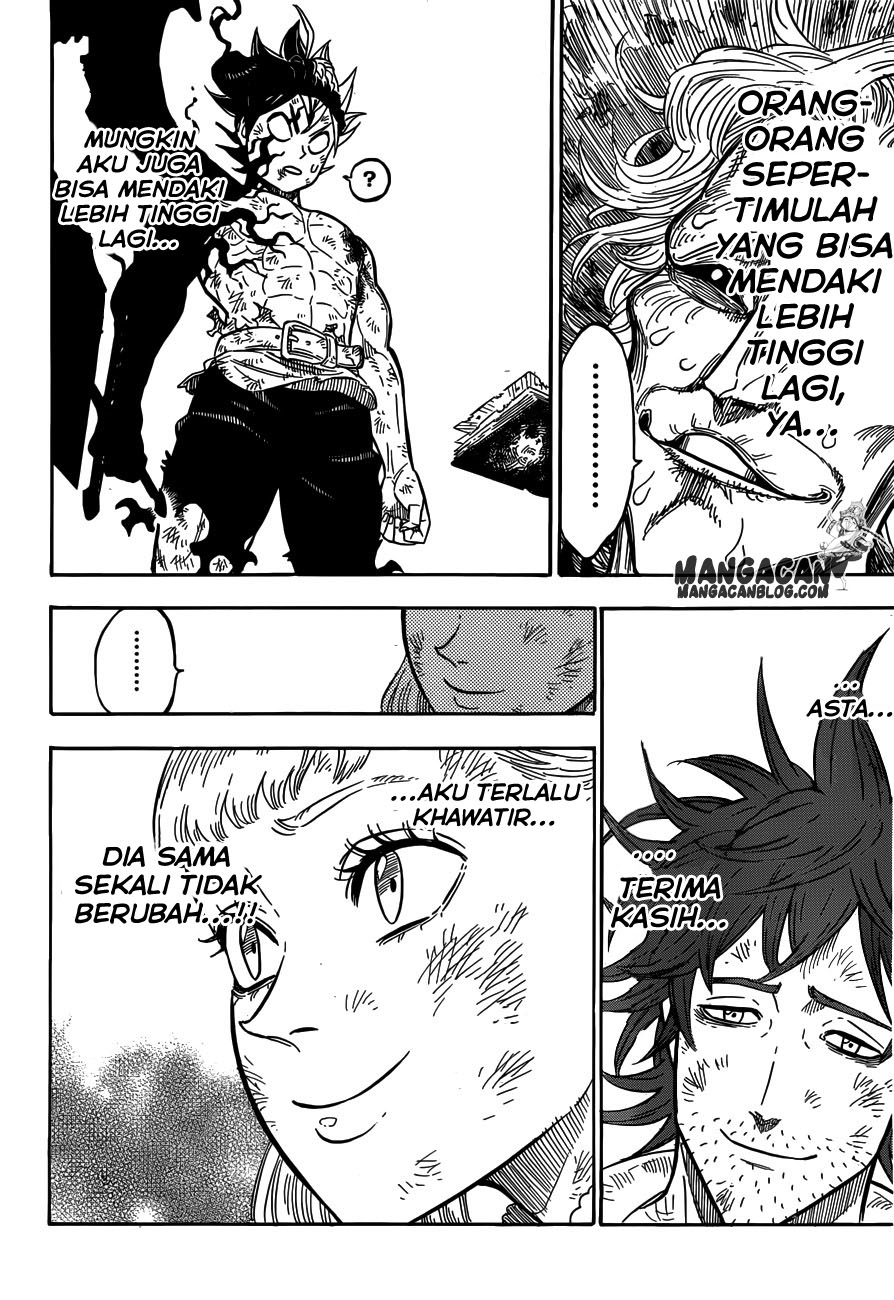 ORANG-
ORANG
SEPER-
TIMULAH
YANG BISA
MENDAKI
LEBIH
TINGGI
LAGI,
YA...
.........
MUNGKIN
AKU JUGA
BISA MENDAKI
LEBIH TINGGI
LAGI...
?
MANGACAN
MANGACANBLOG.COM
...
ASTA...
....
TERIMA
KASIH...
........
...AKU TERLALU
KHAWATIR...
DIA SAMA
SEKALI TIDAK
BERUBAH...!!